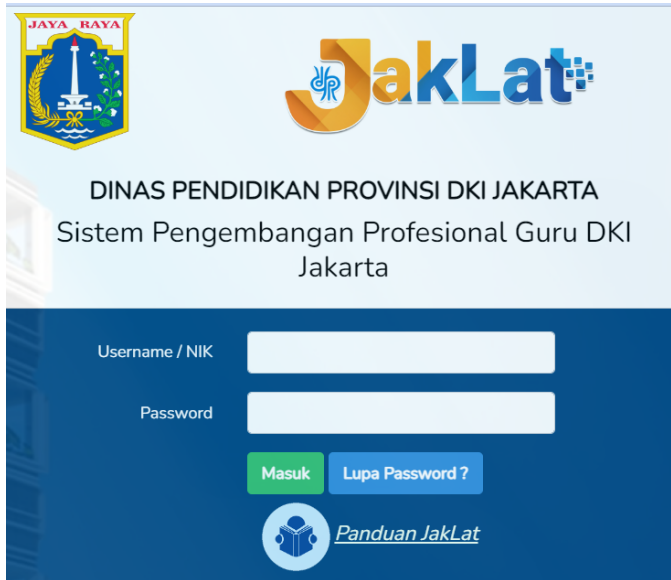 JAYA RAYA
JakLat
DINAS PENDIDIKAN PROVINSI DKI JAKARTA
Sistem Pengembangan Profesional Guru DKI
Jakarta
Username / NIK
Password
Masuk
Lupa Password ?
Panduan JakLat